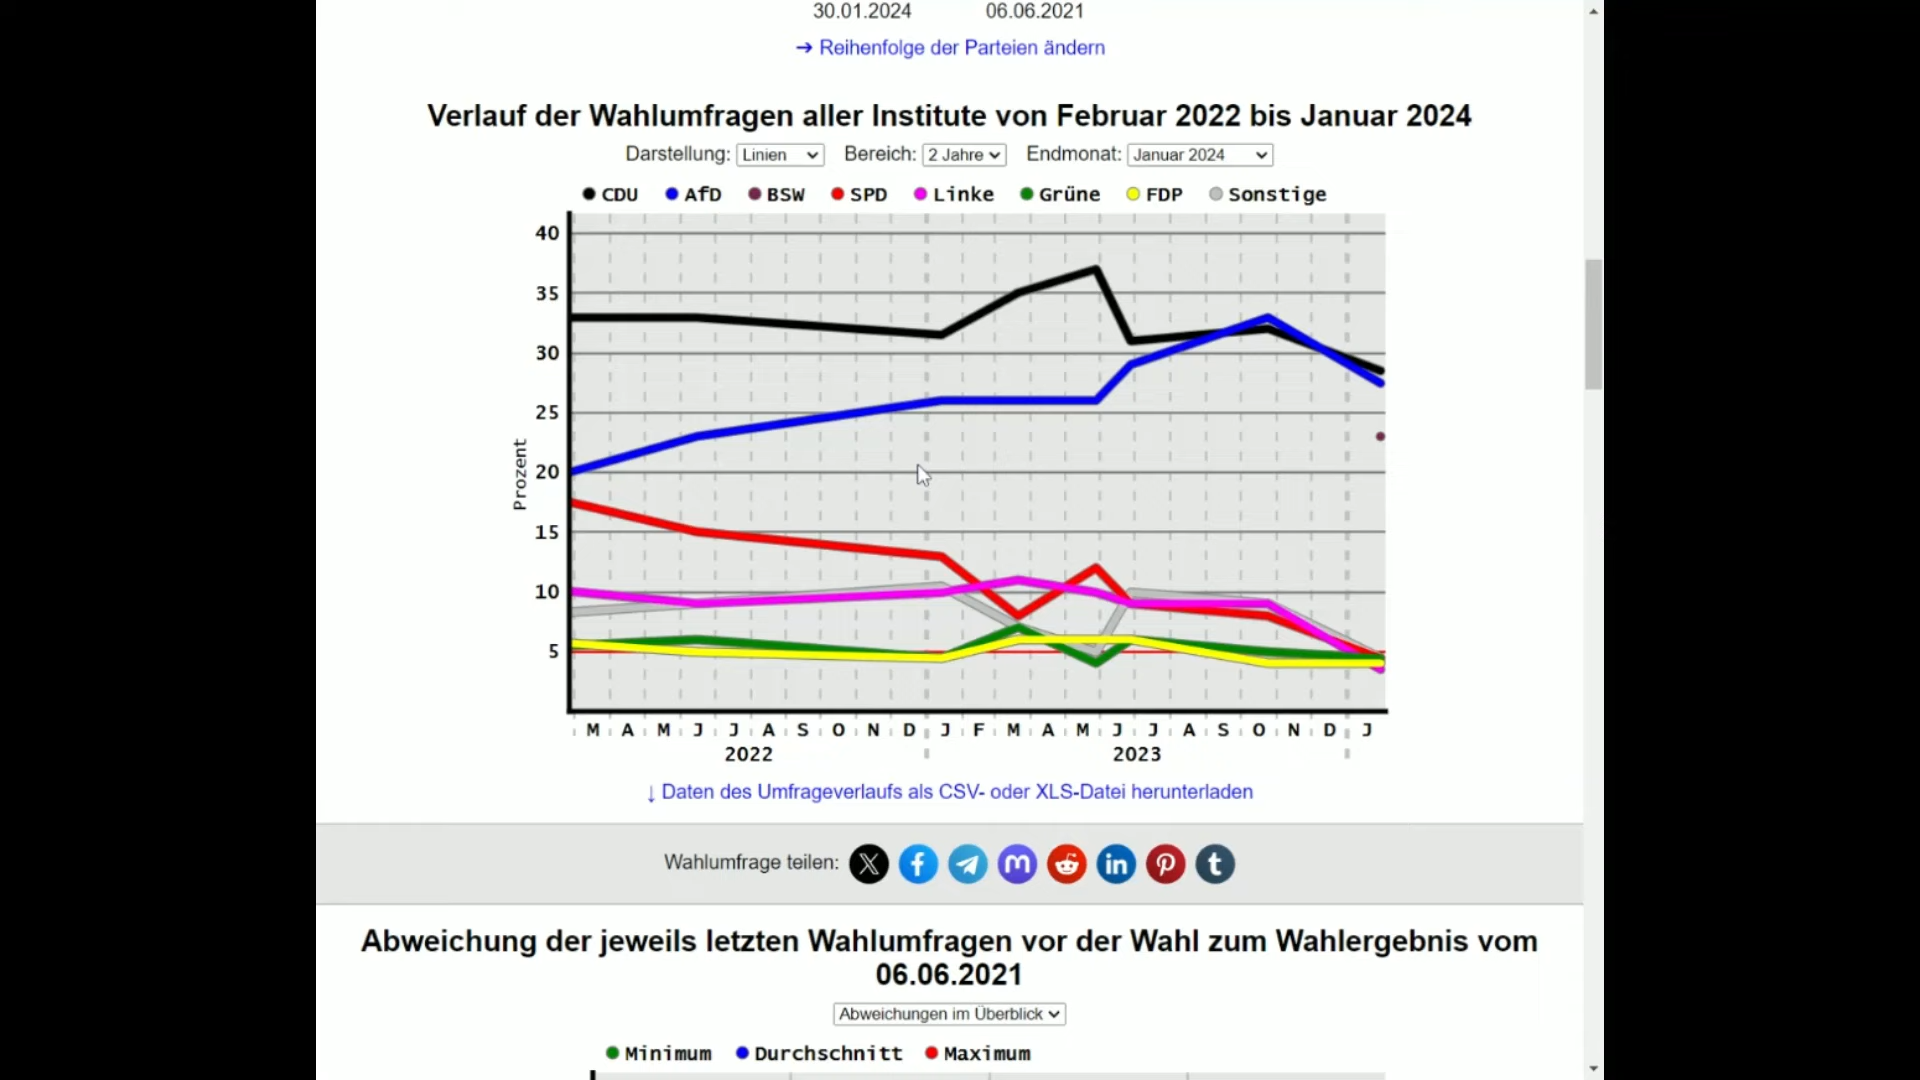 30.01.2024 06.06.2021
→ Reihenfolge der Parteien ändern
Verlauf der Wahlumfragen aller Institute von Februar 2022 bis Januar 2024
Darstellung: Linien Bereich: 2 Jahre Endmonat: Januar 2024
CDU AfD BSW SPD Linke Grüne FDP Sonstige
40
35
30
25
20
15
10
5
Prozent
M A M J J A S O N D J F M A M J J A S O N D J
2022 2023
↓ Daten des Umfrageverlaufs als CSV- oder XLS-Datei herunterladen
Wahlumfrage teilen:
Abweichung der jeweils letzten Wahlumfragen vor der Wahl zum Wahlergebnis vom
06.06.2021
Abweichungen im Überblick
Minimum Durchschnitt Maximum